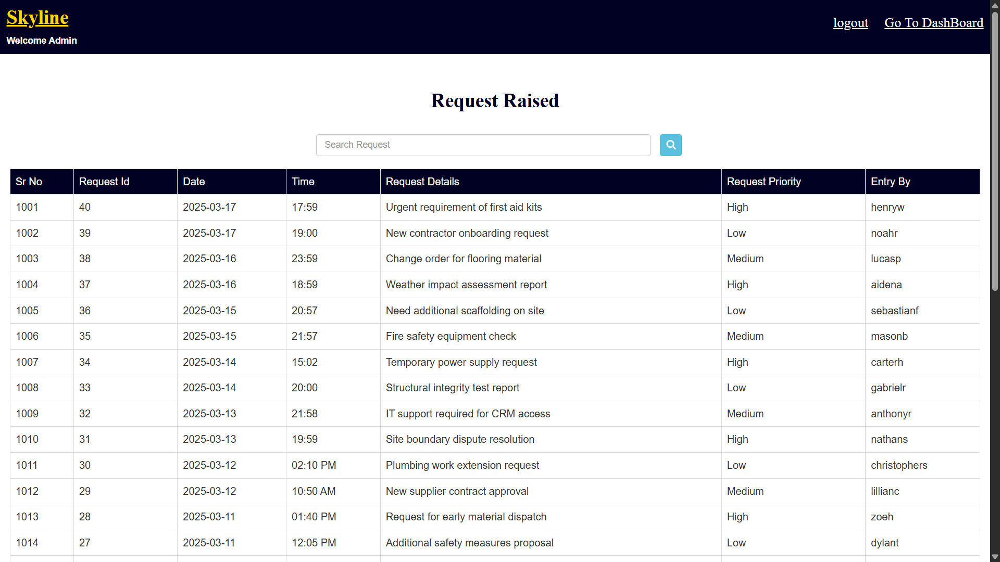 Skyline
Welcome Admin
logout Go To DashBoard
Request Raised
Search Request
Sr No Request Id Date Time Request Details Request Priority Entry By
1001 40 2025-03-17 17:59 Urgent requirement of first aid kits High henryw
1002 39 2025-03-17 19:00 New contractor onboarding request Low noahr
1003 38 2025-03-16 23:59 Change order for flooring material Medium lucasp
1004 37 2025-03-16 18:59 Weather impact assessment report High aidena
1005 36 2025-03-15 20:57 Need additional scaffolding on site Low sebastianf
1006 35 2025-03-15 21:57 Fire safety equipment check Medium masonb
1007 34 2025-03-14 15:02 Temporary power supply request High carterh
1008 33 2025-03-14 20:00 Structural integrity test report Low gabrielr
1009 32 2025-03-13 21:58 IT support required for CRM access Medium anthonyr
1010 31 2025-03-13 19:59 Site boundary dispute resolution High nathans
1011 30 2025-03-12 02:10 PM Plumbing work extension request Low christophers
1012 29 2025-03-12 10:50 AM New supplier contract approval Medium lillianc
1013 28 2025-03-11 01:40 PM Request for early material dispatch High zoeh
1014 27 2025-03-11 12:05 PM Additional safety measures proposal Low dylant